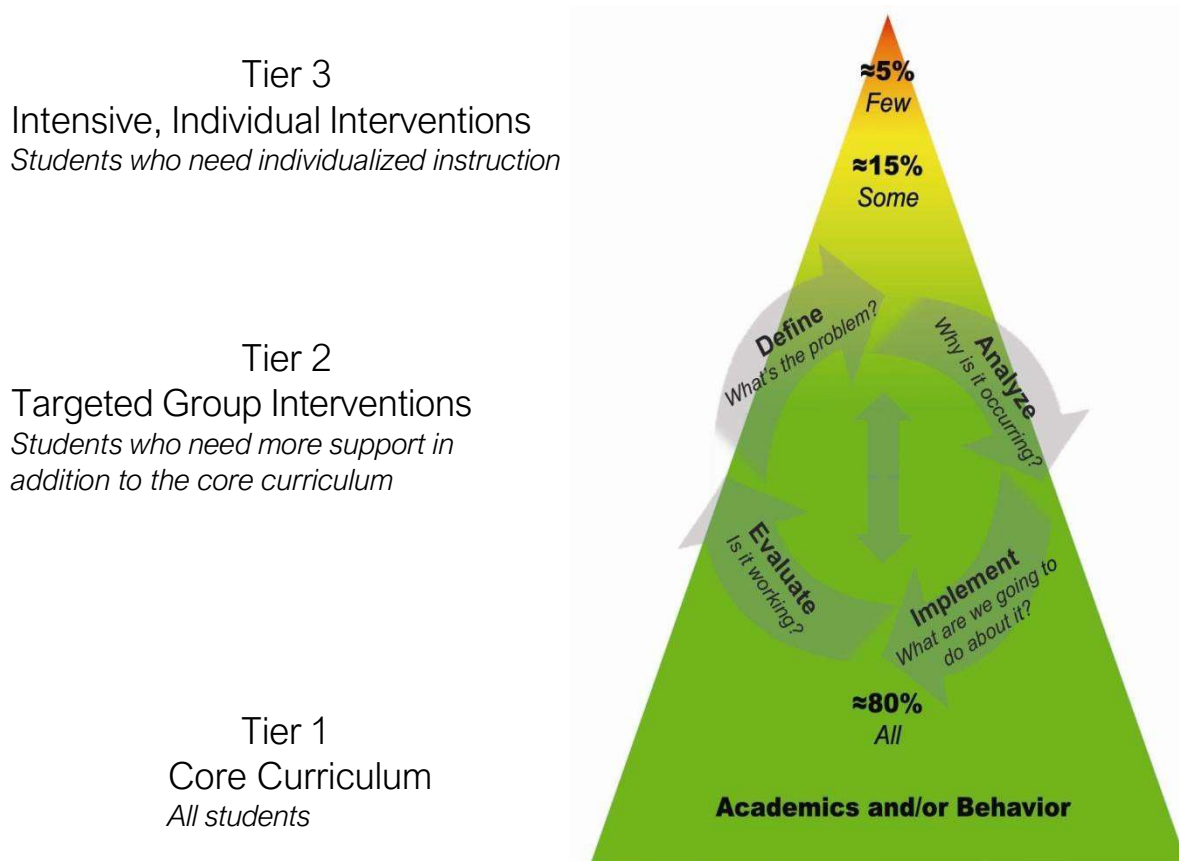 Tier 3
Intensive, Individual Interventions
Students who need individualized instruction
Tier 2
Targeted Group Interventions
Students who need more support in
addition to the core curriculum
Tier 1
Core Curriculum
All students
≈5%
Few
≈15%
Some
Define
What's the problem?
Analyze
Why is it occurring?
Implement
What are we going to
do about it?
Evaluate
Is it working?
≈80%
All
Academics and/or Behavior